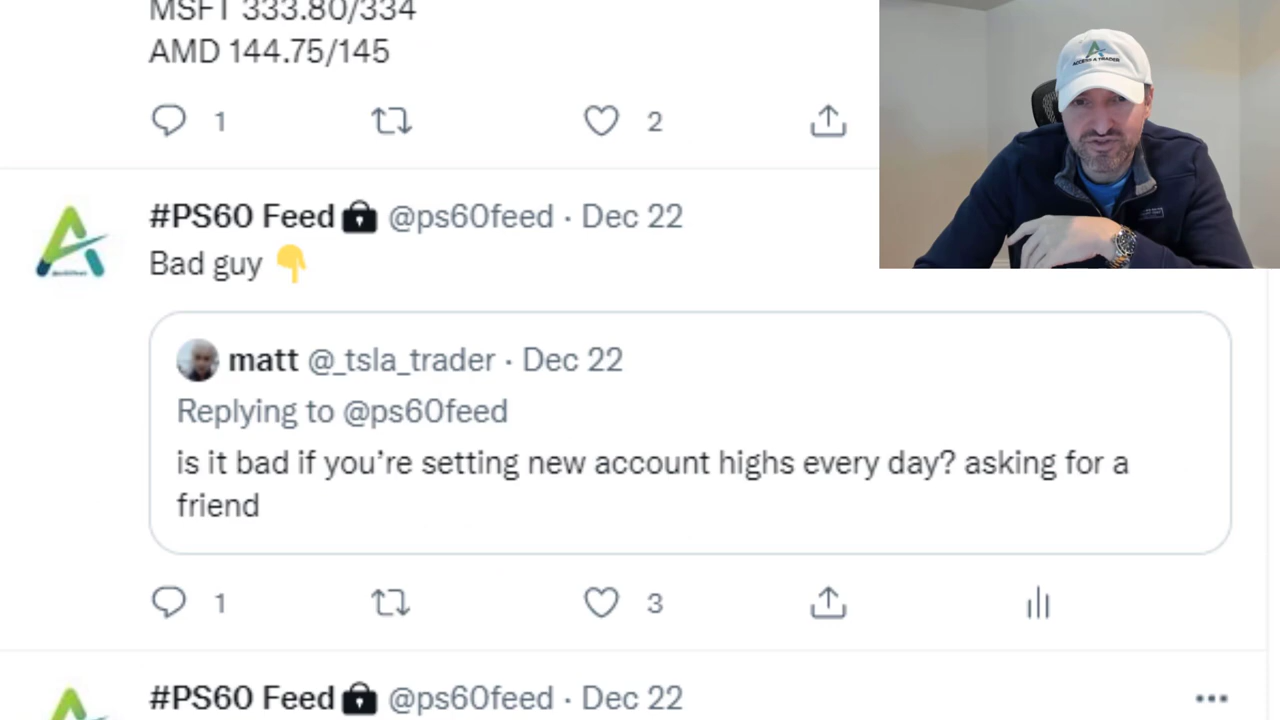 MSFT 333.80/334
AMD 144.75/145
1
2
ACCESS A TRADER
#PS60 Feed @ps60feed · Dec 22
Bad guy
matt @_tsla_trader · Dec 22
Replying to @ps60feed
is it bad if you’re setting new account highs every day? asking for a
friend
1
3
#PS60 Feed @ps60feed · Dec 22